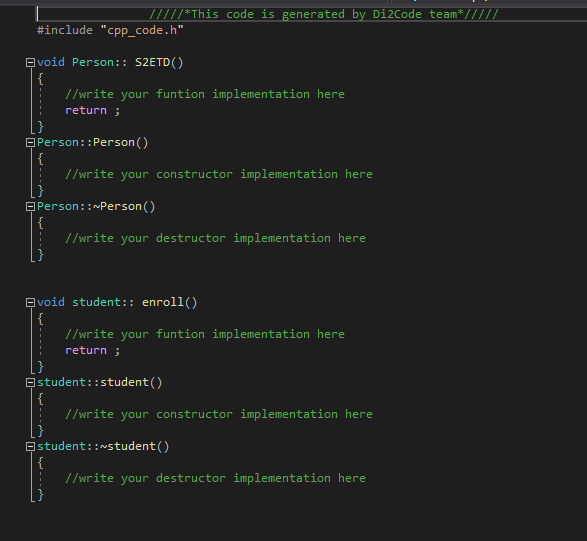 /////*This code is generated by Di2Code team*/////
#include "cpp_code.h"
void Person:: S2ETD()
{
//write your funtion implementation here
return ;
}
Person::Person()
{
//write your constructor implementation here
}
Person::~Person()
{
//write your destructor implementation here
}
void student:: enroll()
{
//write your funtion implementation here
return ;
}
student::student()
{
//write your constructor implementation here
}
student::~student()
{
//write your destructor implementation here
}